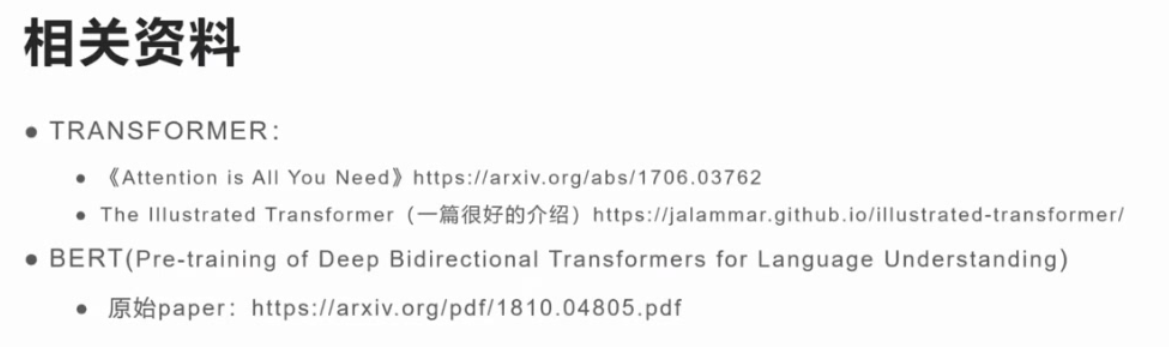 相关资料
● TRANSFORMER：
● 《Attention is All You Need》https://arxiv.org/abs/1706.03762
● The Illustrated Transformer（一篇很好的介绍）https://jalammar.github.io/illustrated-transformer/
● BERT(Pre-training of Deep Bidirectional Transformers for Language Understanding)
● 原始paper：https://arxiv.org/pdf/1810.04805.pdf